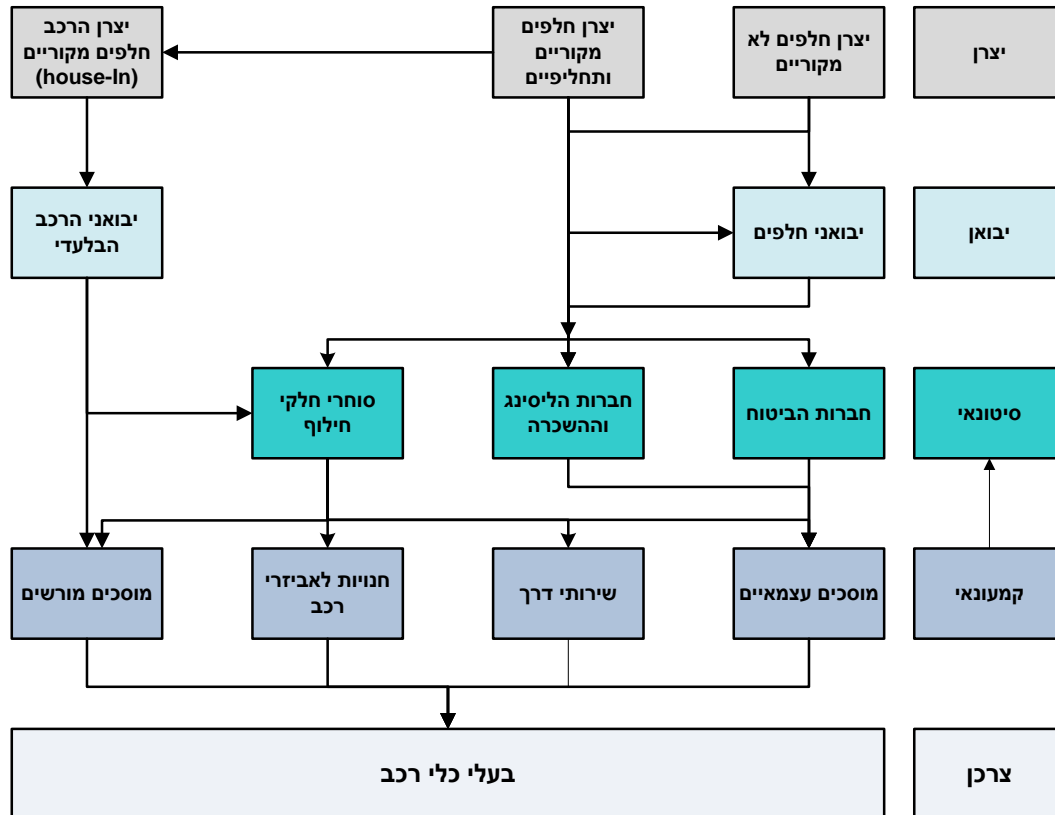 יצרן
יצרן חלפים לא
מקוריים
יצרן חלפים
מקוריים
ותחליפיים
יצרן הרכב
חלפים מקוריים
(house-In)
יבואן
יבואני חלפים
יבואני הרכב
הבלעדי
סיטונאי
חברות הביטוח
חברות הליסינג
וההשכרה
סוחרי חלקי
חילוף
קמעונאי
מוסכים עצמאיים
שירותי דרך
חנויות לאביזרי
רכב
מוסכים מורשים
צרכן
בעלי כלי רכב